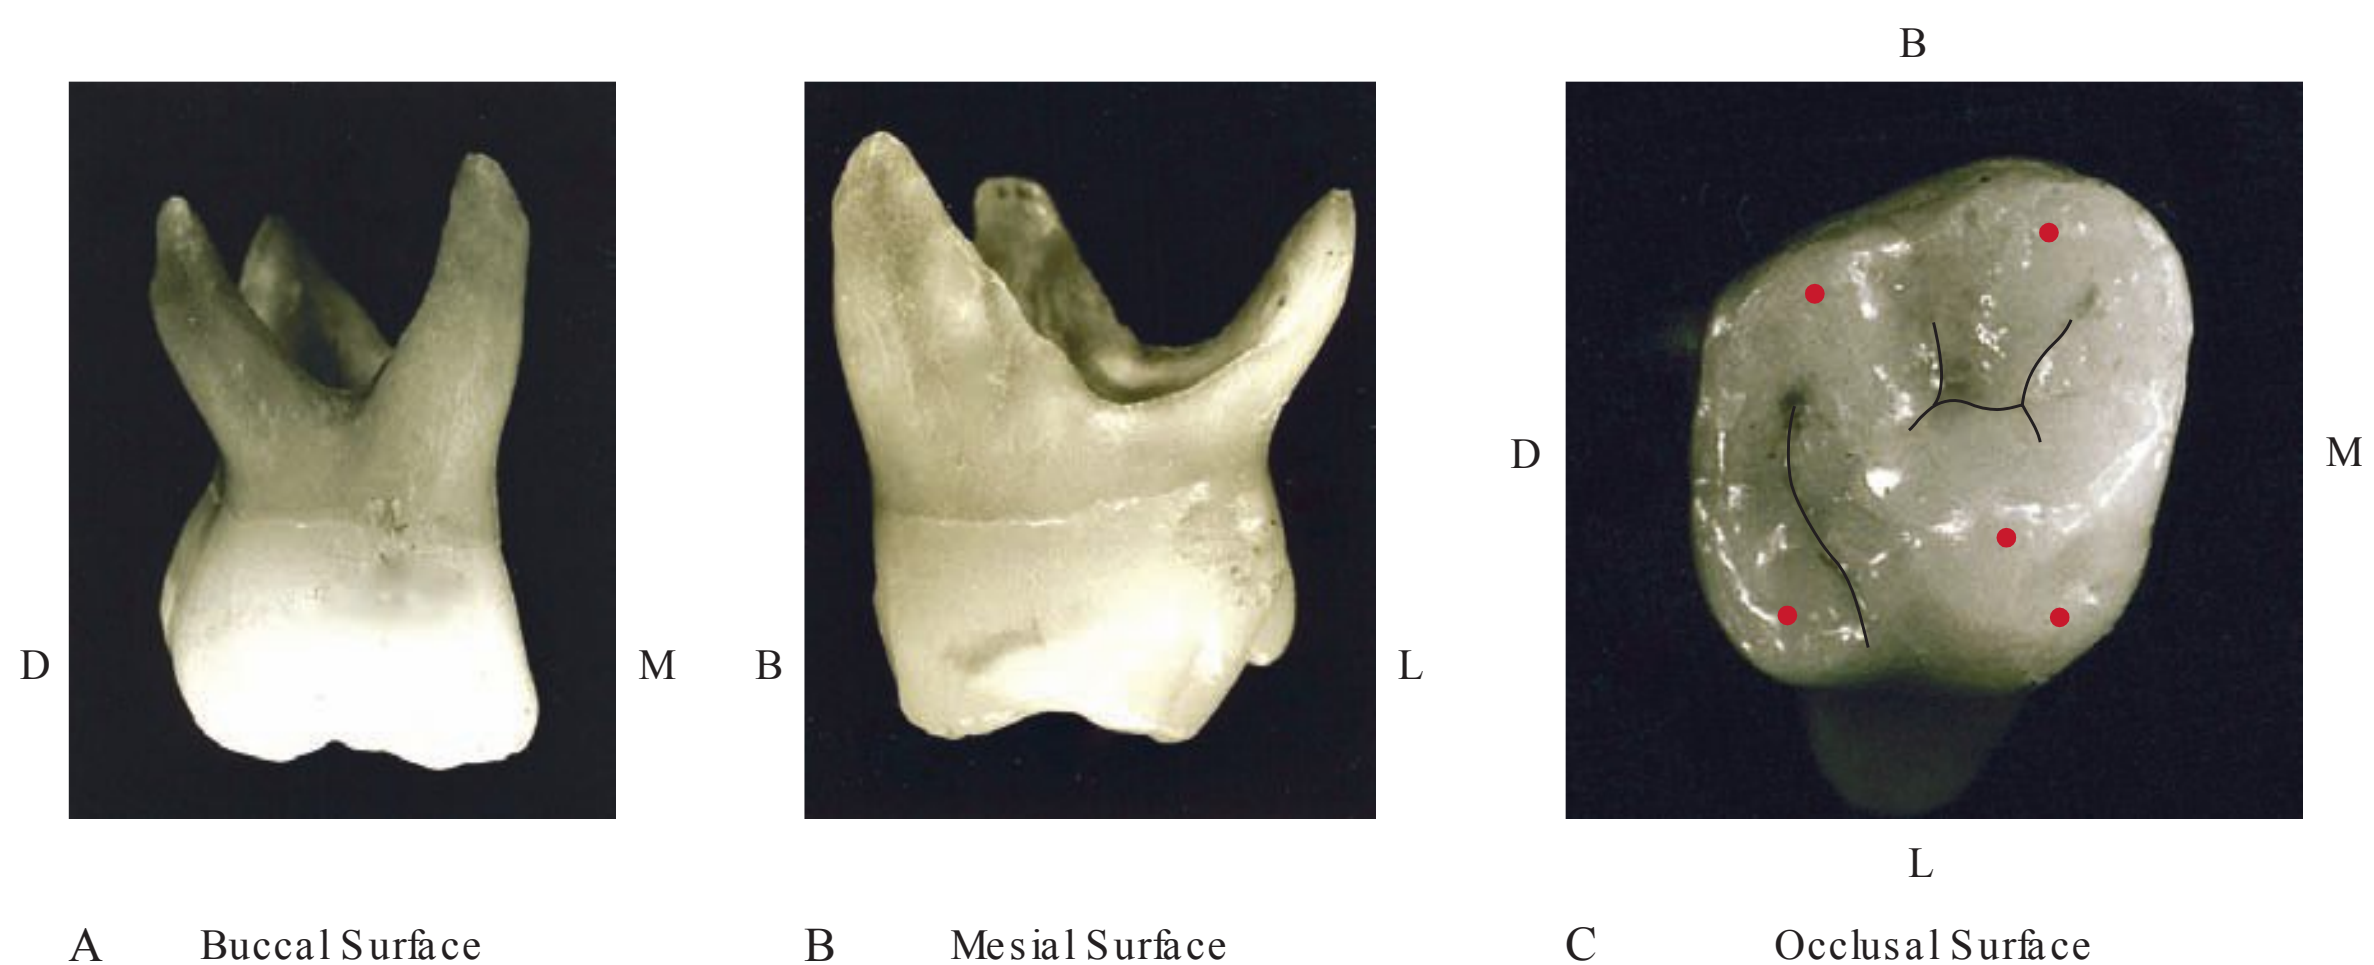 B
D
M
B
L
D
M
L
A Buccal Surface
B Mesial Surface
C Occlusal Surface